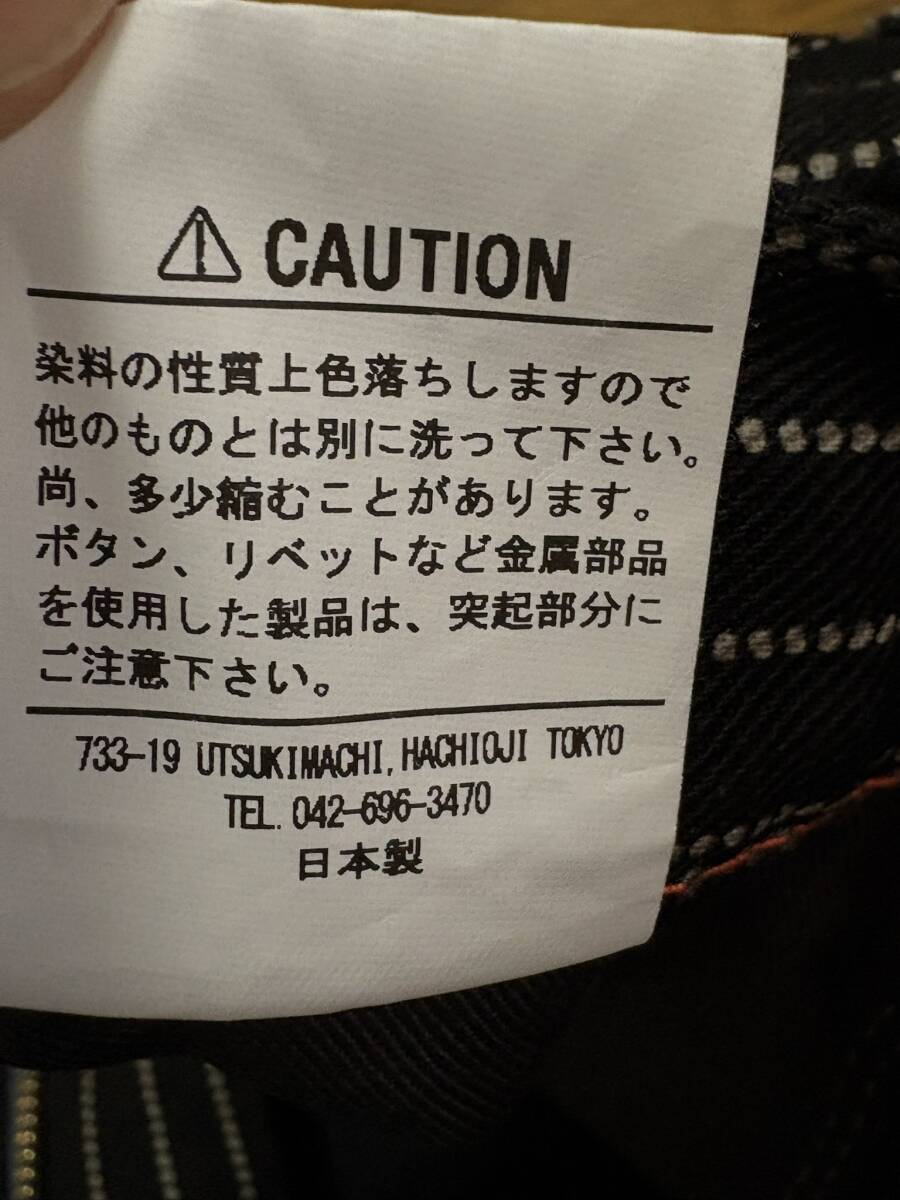 CAUTION
染料の性質上色落ちしますので
他のものとは別に洗って下さい。
尚、多少縮むことがあります。
ボタン、リベットなど金属部品
を使用した製品は、突起部分に
ご注意下さい。
733-19 UTSUKIMACHI, HACHIOJI TOKYO
TEL. 042-696-3470
日本製